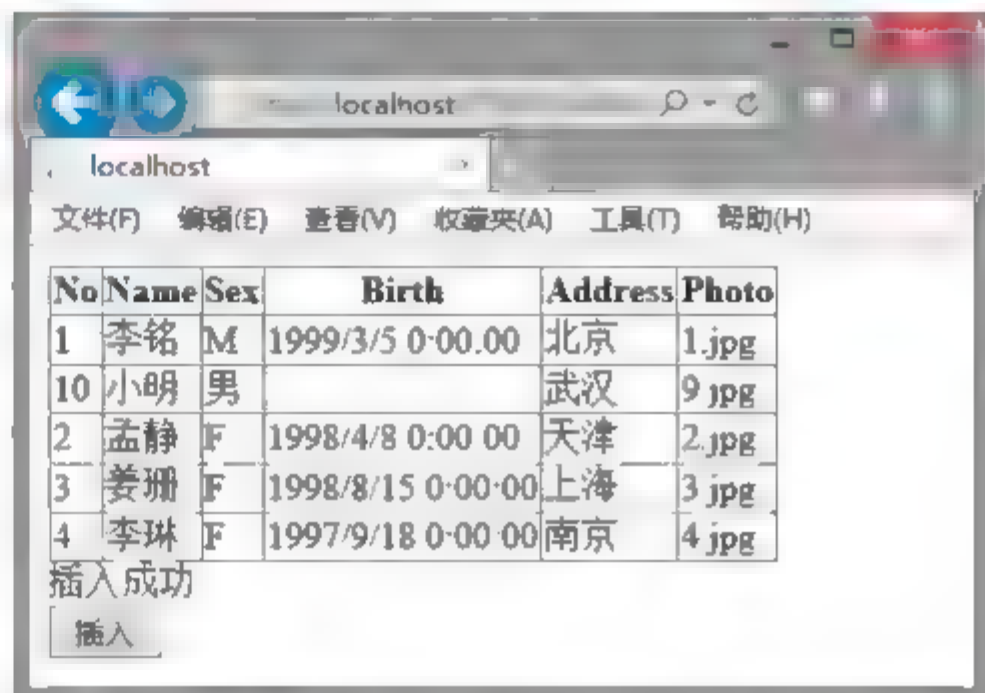 localhost
localhost
文件(F) 编辑(E) 查看(V) 收藏夹(A) 工具(T) 帮助(H)
No Name Sex Birth Address Photo
1 李铭 M 1999/3/5 0:00:00 北京 1.jpg
10 小明 男 武汉 9.jpg
2 孟静 F 1998/4/8 0:00:00 天津 2.jpg
3 姜珊 F 1998/8/15 0:00:00 上海 3.jpg
4 李琳 F 1997/9/18 0:00:00 南京 4.jpg
插入成功
插入